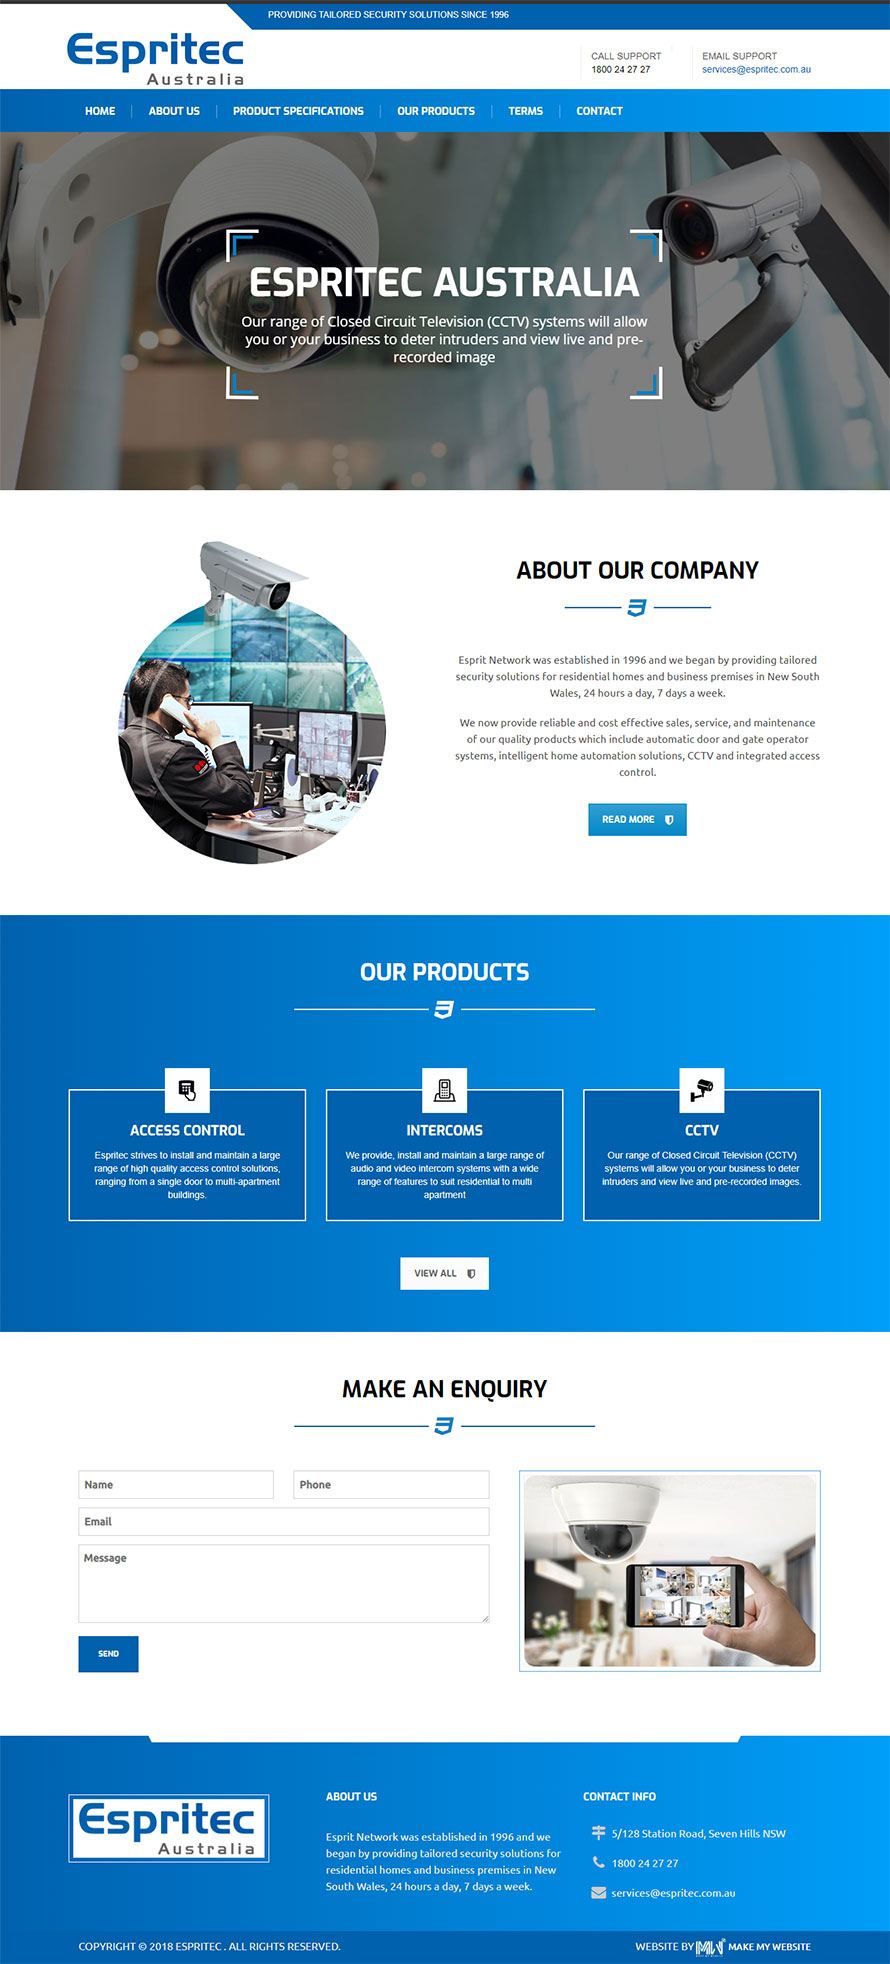 PROVIDING TAILORED SECURITY SOLUTIONS SINCE 1996
Espritec
Australia
CALL SUPPORT
1800 24 27 27
EMAIL SUPPORT
services@espritec.com.au
HOME
ABOUT US
PRODUCT SPECIFICATIONS
OUR PRODUCTS
TERMS
CONTACT
ESPRITEC AUSTRALIA
Our range of Closed Circuit Television (CCTV) systems will allow
you or your business to deter intruders and view live and pre-
recorded image
ABOUT OUR COMPANY
Esprit Network was established in 1996 and we began by providing tailored
security solutions for residential homes and business premises in New South
Wales, 24 hours a day, 7 days a week.
We now provide reliable and cost effective sales, service, and maintenance
of our quality products which include automatic door and gate operator
systems, intelligent home automation solutions, CCTV and integrated access
control.
READ MORE
OUR PRODUCTS
ACCESS CONTROL
Espritec strives to install and maintain a large
range of high quality access control solutions,
ranging from a single door to multi-apartment
buildings.
INTERCOMS
We provide, install and maintain a large range of
audio and video intercom systems with a wide
range of features to suit residential to multi
apartment
CCTV
Our range of Closed Circuit Television (CCTV)
systems will allow you or your business to deter
intruders and view live and pre-recorded images.
VIEW ALL
MAKE AN ENQUIRY
Name
Phone
Email
Message
SEND
Espritec
Australia
ABOUT US
Esprit Network was established in 1996 and we
began by providing tailored security solutions for
residential homes and business premises in New
South Wales, 24 hours a day, 7 days a week.
CONTACT INFO
5/128 Station Road, Seven Hills NSW
1800 24 27 27
services@espritec.com.au
COPYRIGHT © 2018 ESPRITEC . ALL RIGHTS RESERVED.
WEBSITE BY MMW MAKE MY WEBSITE